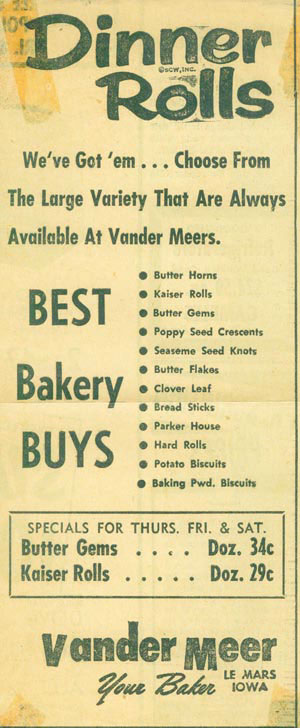 Dinner
©SCW, INC.
Rolls
We've Got 'em . . . Choose From
The Large Variety That Are Always
Available At Vander Meers.
BEST
Bakery
BUYS
● Butter Horns
● Kaiser Rolls
● Butter Gems
● Poppy Seed Crescents
● Seaseme Seed Knots
● Butter Flakes
● Clover Leaf
● Bread Sticks
● Parker House
● Hard Rolls
● Potato Biscuits
● Baking Pwd. Biscuits
SPECIALS FOR THURS. FRI. & SAT.
Butter Gems . . . . Doz. 34c
Kaiser Rolls . . . . . Doz. 29c
Vander Meer
Your Baker LE MARS
IOWA